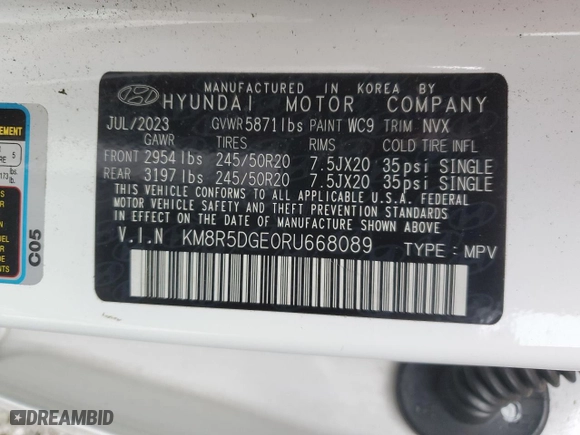 MANUFACTURED IN KOREA BY
HYUNDAI MOTOR COMPANY
JUL/2023 GVWR 5871lbs PAINT WC9 TRIM NVX
GAWR TIRES RIMS COLD TIRE INFL
FRONT 2954lbs 245/50R20 7.5JX20 35psi SINGLE
REAR 3197lbs 245/50R20 7.5JX20 35psi SINGLE
THIS VEHICLE CONFORMS TO ALL APPLICABLE U.S.A. FEDERAL
MOTOR VEHICLE SAFETY, BUMPER, AND THEFT PREVENTION STANDARDS
IN EFFECT ON THE DATE OF MANUFACTURE SHOWN ABOVE
V.I.N KM8R5DGE0RU668089 TYPE : MPV
5
C05
DREAMBID